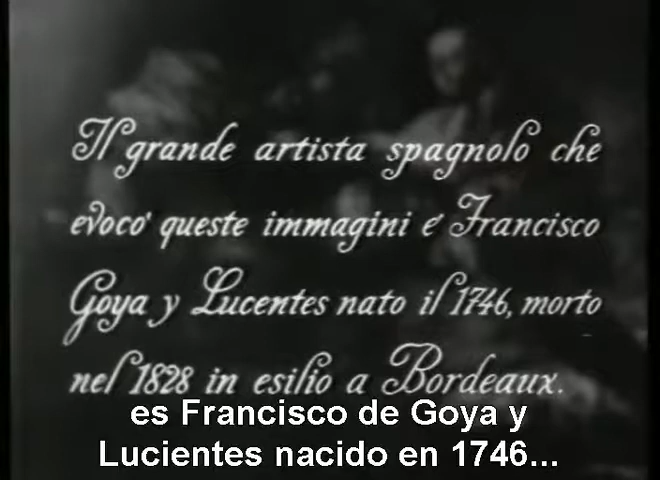 Il grande artista spagnolo che
evoco' queste immagini e' Francisco
Goya y Lucentes nato il 1746, morto
nel 1828 in esilio a Bordeaux.
es Francisco de Goya y
Lucientes nacido en 1746...